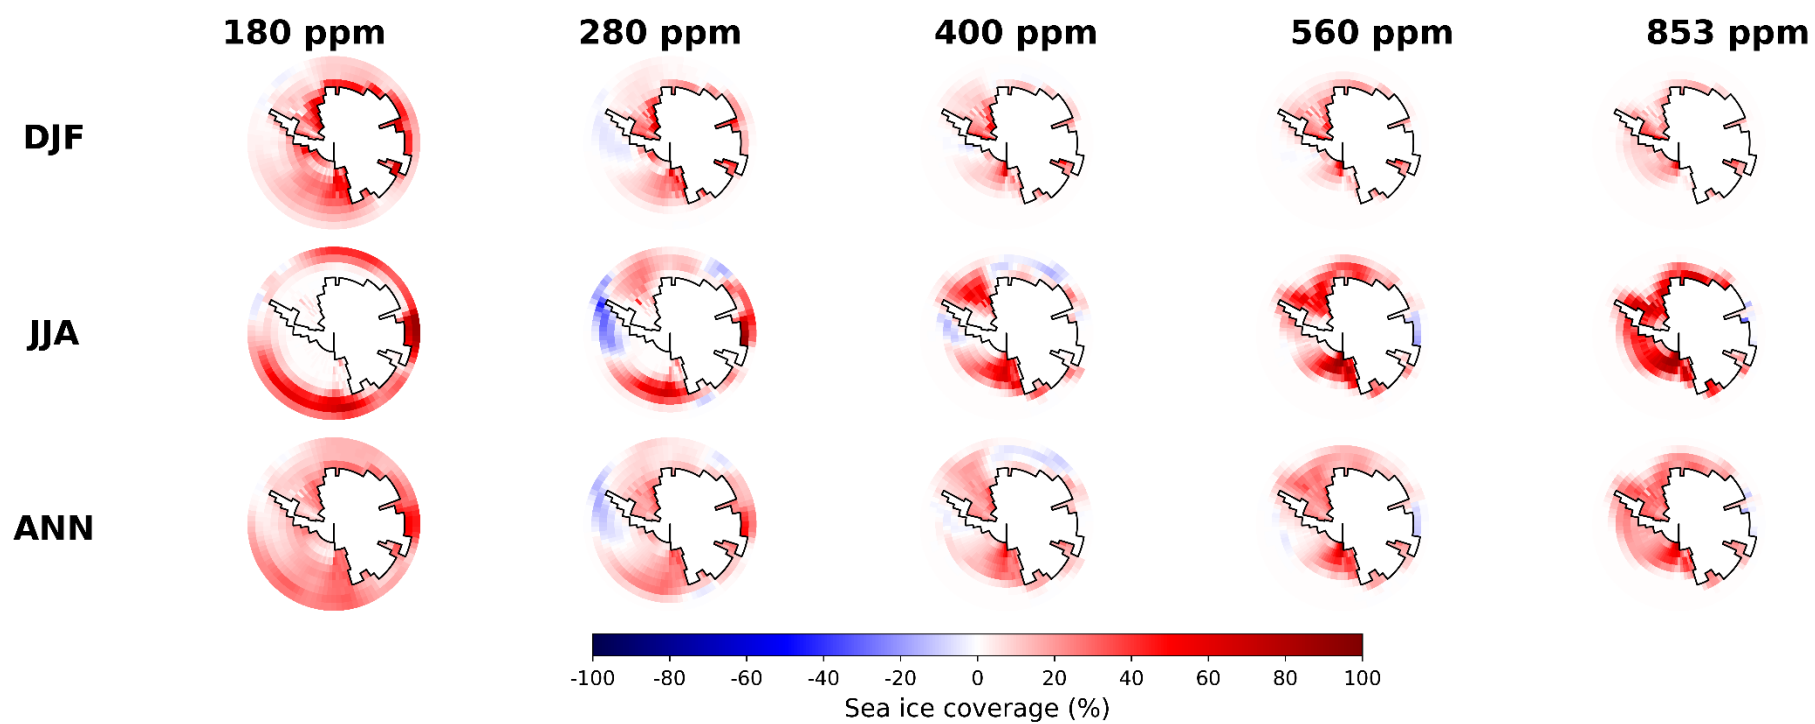 180 ppm 280 ppm 400 ppm 560 ppm 853 ppm
DJF
JJA
ANN
-100 -80 -60 -40 -20 0 20 40 60 80 100
Sea ice coverage (%)